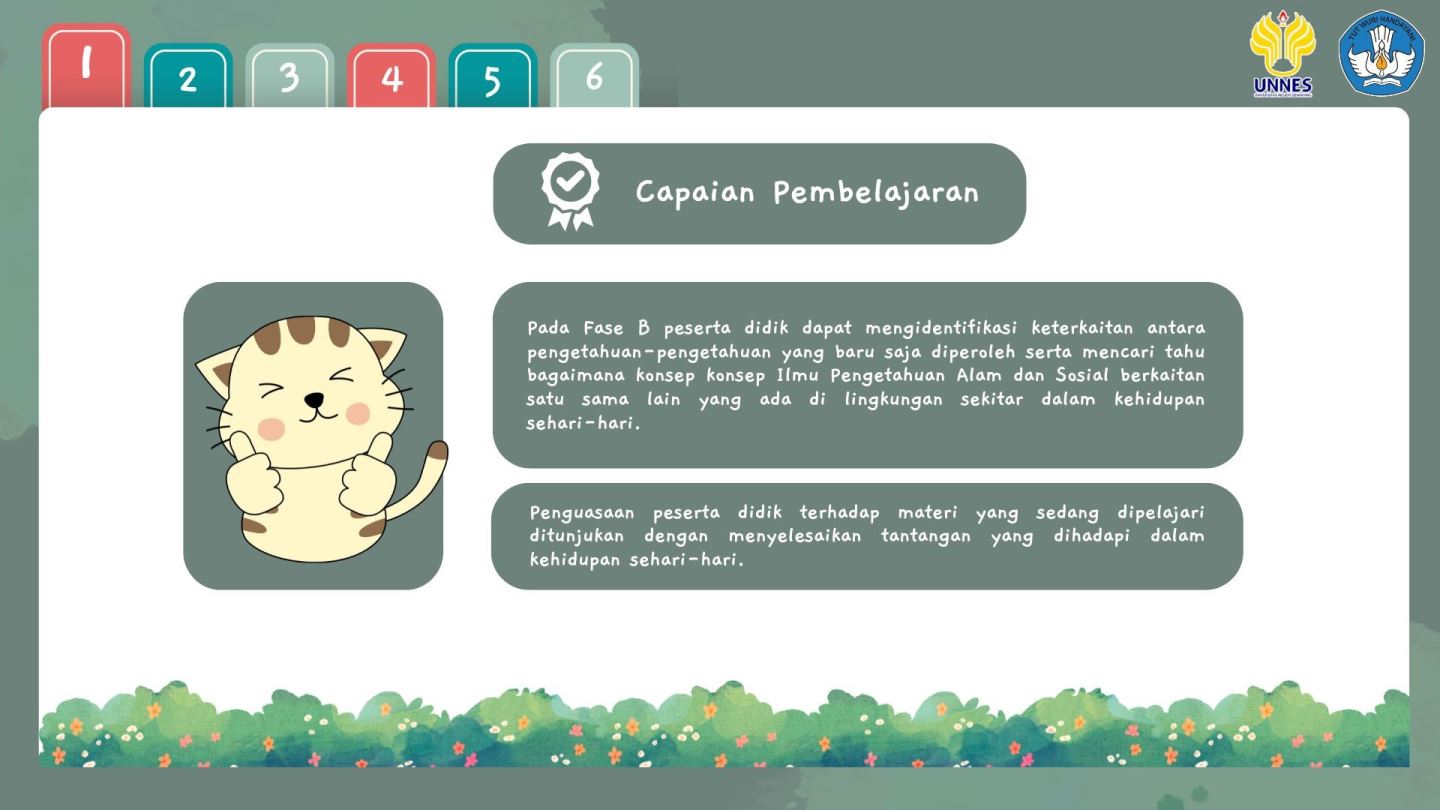 1
2
3
4
5
6
UNNES
TUT WURI HANDAYANI
Capaian Pembelajaran
Pada Fase B peserta didik dapat mengidentifikasi keterkaitan antara
pengetahuan-pengetahuan yang baru saja diperoleh serta mencari tahu
bagaimana konsep konsep Ilmu Pengetahuan Alam dan Sosial berkaitan
satu sama lain yang ada di lingkungan sekitar dalam kehidupan
sehari-hari.
Penguasaan peserta didik terhadap materi yang sedang dipelajari
ditunjukan dengan menyelesaikan tantangan yang dihadapi dalam
kehidupan sehari-hari.